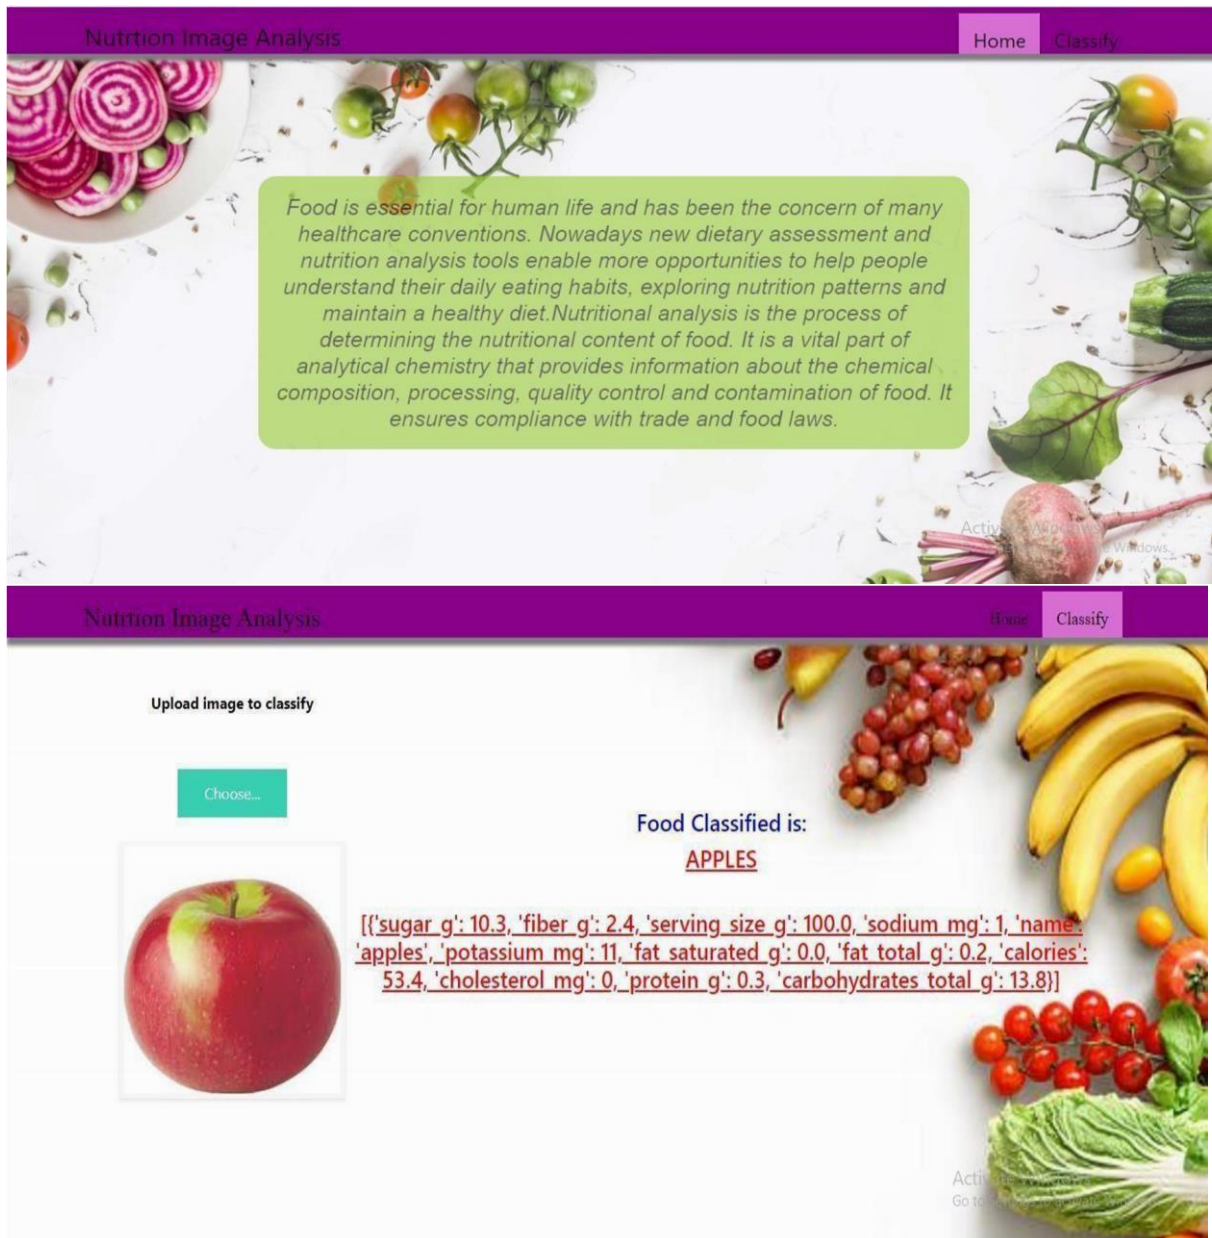 Nutrtion Image Analysis
Home
Classify
Food is essential for human life and has been the concern of many
healthcare conventions. Nowadays new dietary assessment and
nutrition analysis tools enable more opportunities to help people
understand their daily eating habits, exploring nutrition patterns and
maintain a healthy diet.Nutritional analysis is the process of
determining the nutritional content of food. It is a vital part of
analytical chemistry that provides information about the chemical
composition, processing, quality control and contamination of food. It
ensures compliance with trade and food laws.
Windows.
Nutrtion Image Analysis
Home
Classify
Upload image to classify
Choose...
Food Classified is:
APPLES
[{'sugar_g': 10.3, 'fiber_g': 2.4, 'serving_size_g': 100.0, 'sodium_mg': 1, 'name':
'apples', 'potassium_mg': 11, 'fat_saturated_g': 0.0, 'fat_total_g': 0.2, 'calories':
53.4, 'cholesterol_mg': 0, 'protein_g': 0.3, 'carbohydrates_total_g': 13.8}]
Go to